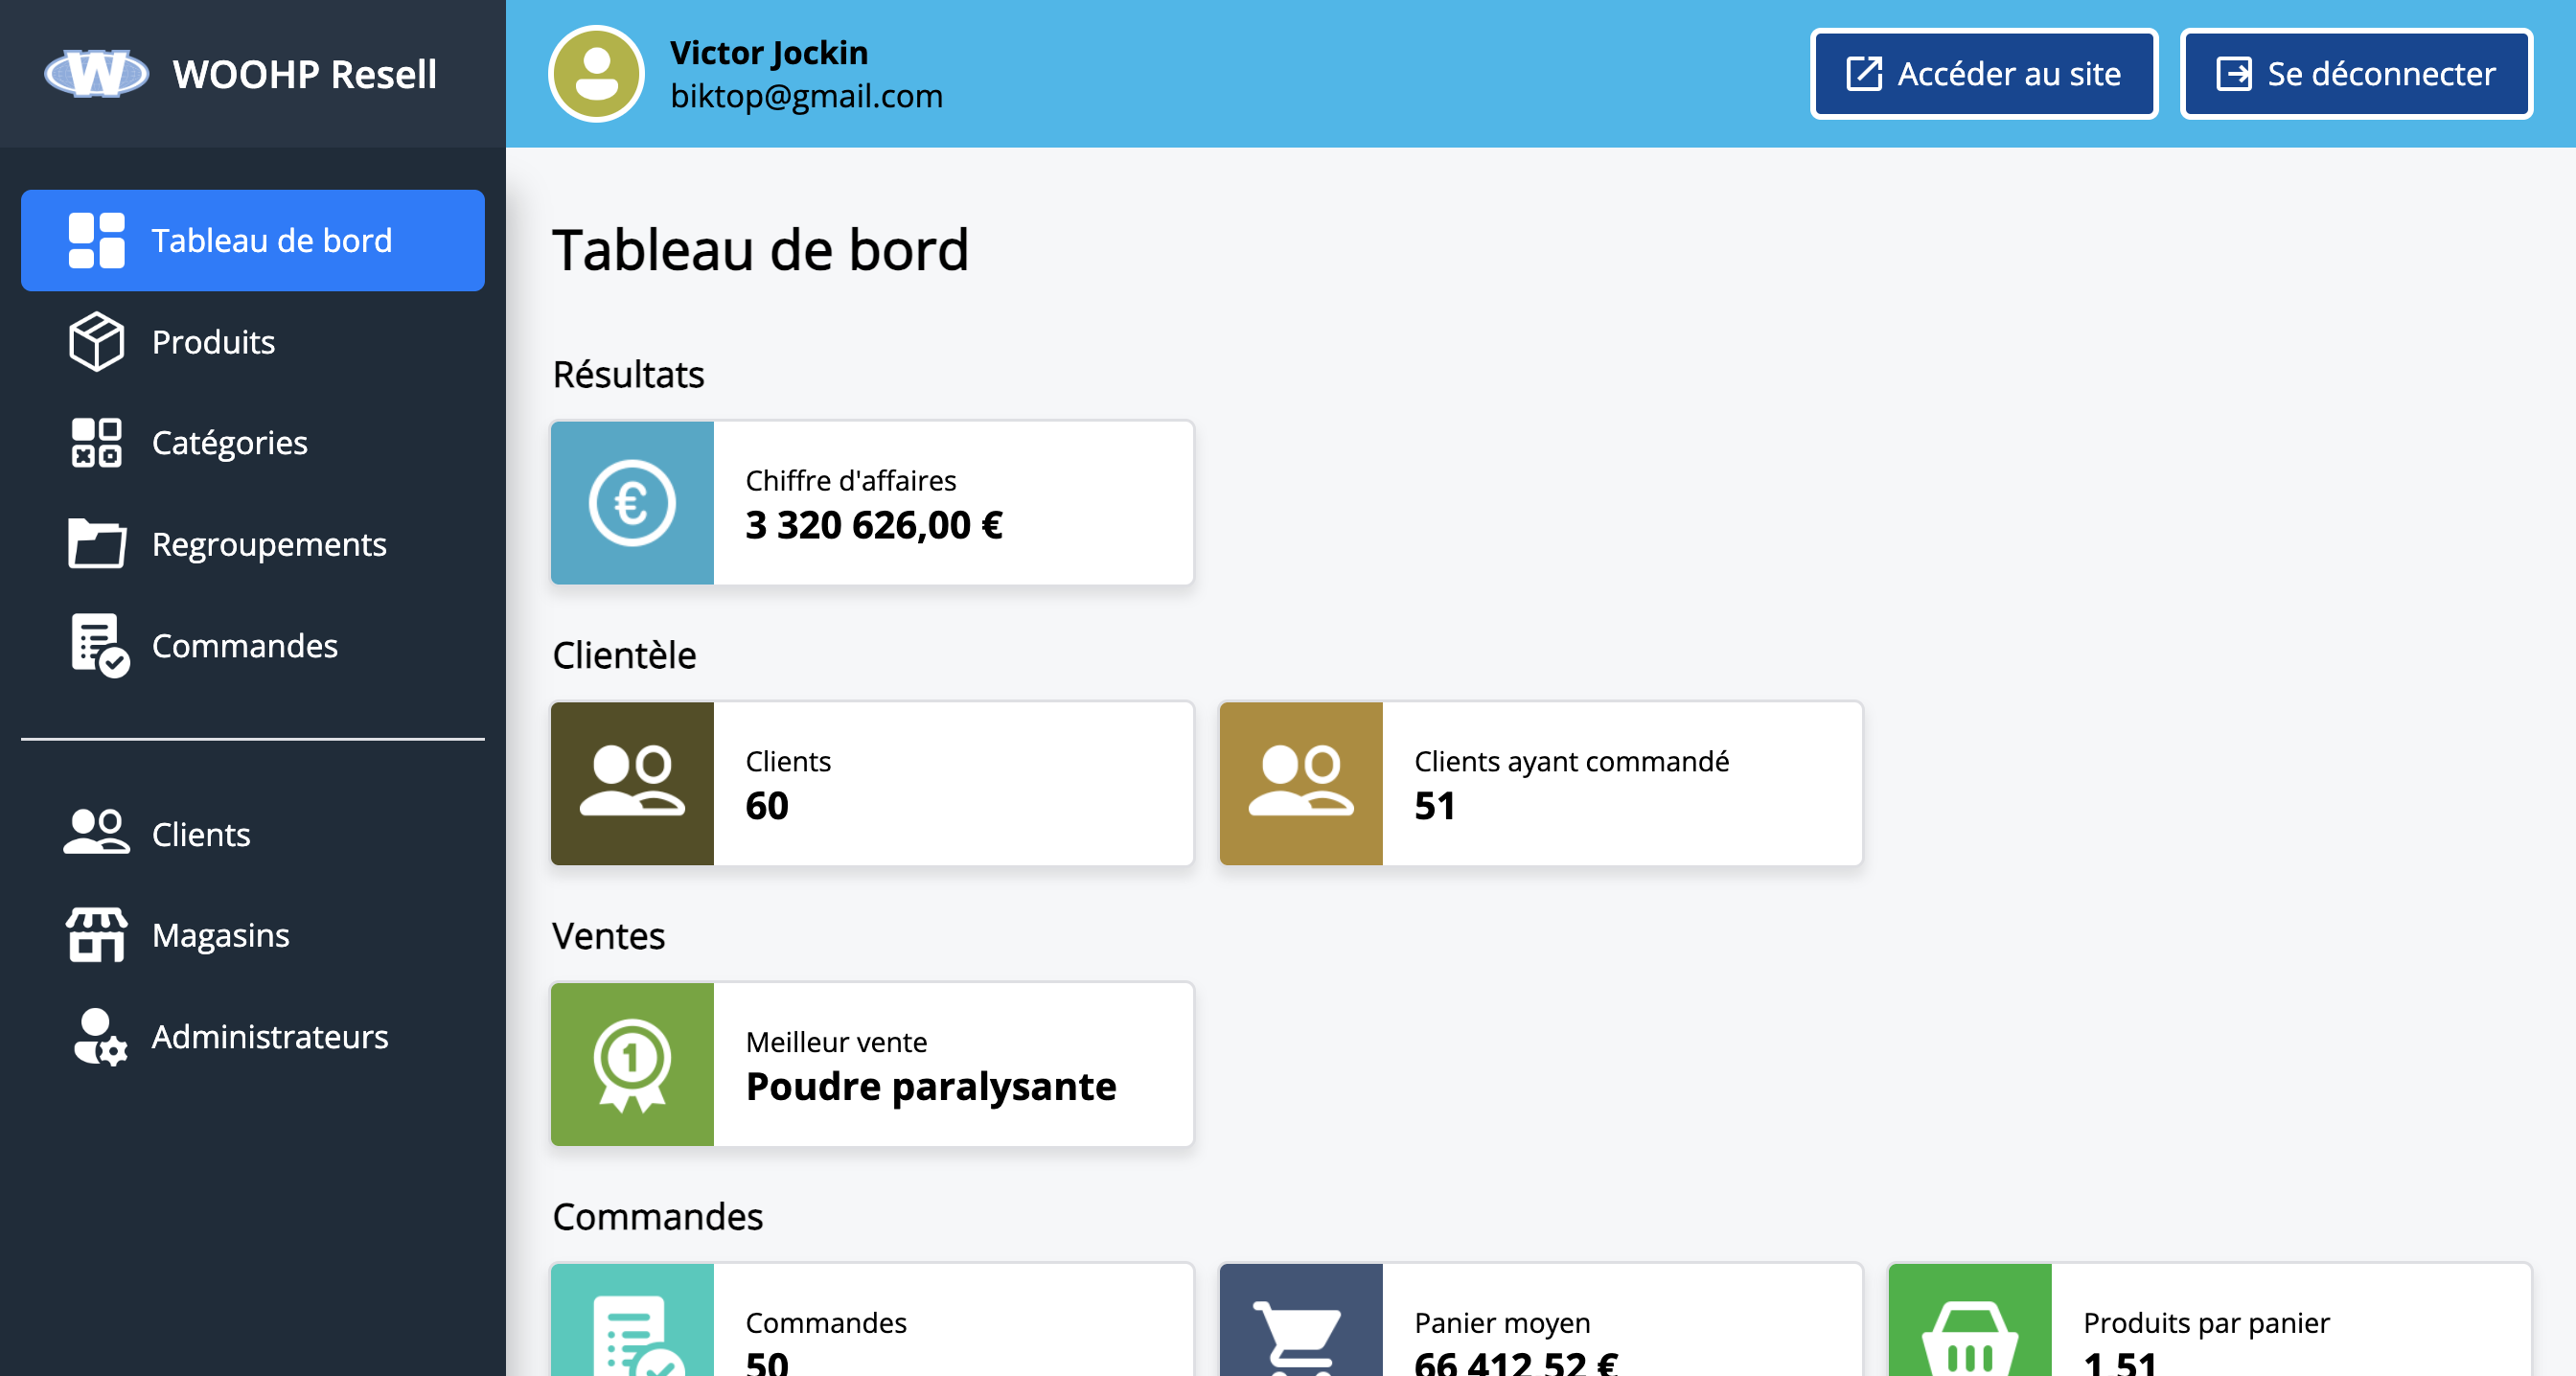 WOOHP Resell
Victor Jockin
biktop@gmail.com
Accéder au site
Se déconnecter
Tableau de bord
Produits
Catégories
Regroupements
Commandes
Clients
Magasins
Administrateurs
Tableau de bord
Résultats
Chiffre d'affaires
3 320 626,00 €
Clientèle
Clients
60
Clients ayant commandé
51
Ventes
Meilleur vente
Poudre paralysante
Commandes
Commandes
50
Panier moyen
66 412,52 €
Produits par panier
1,51